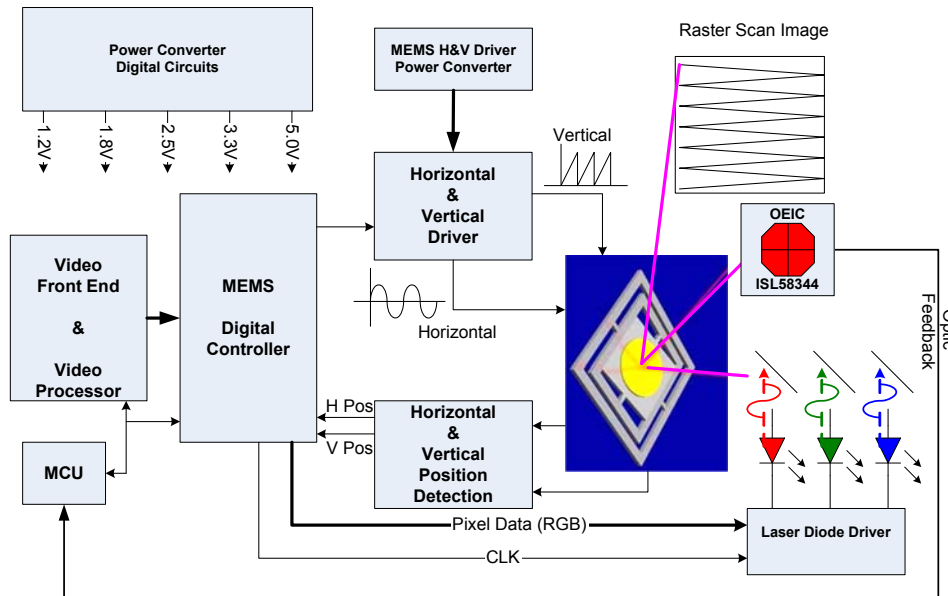 Power Converter
Digital Circuits
1.2V
1.8V
2.5V
3.3V
5.0V
MEMS H&V Driver
Power Converter
Raster Scan Image
Vertical
Horizontal
&
Vertical
Driver
OEIC
ISL58344
Video
Front End
&
Video
Processor
MEMS
Digital
Controller
Horizontal
Optic
Feedback
H Pos
V Pos
Horizontal
&
Vertical
Position
Detection
MCU
Pixel Data (RGB)
CLK
Laser Diode Driver